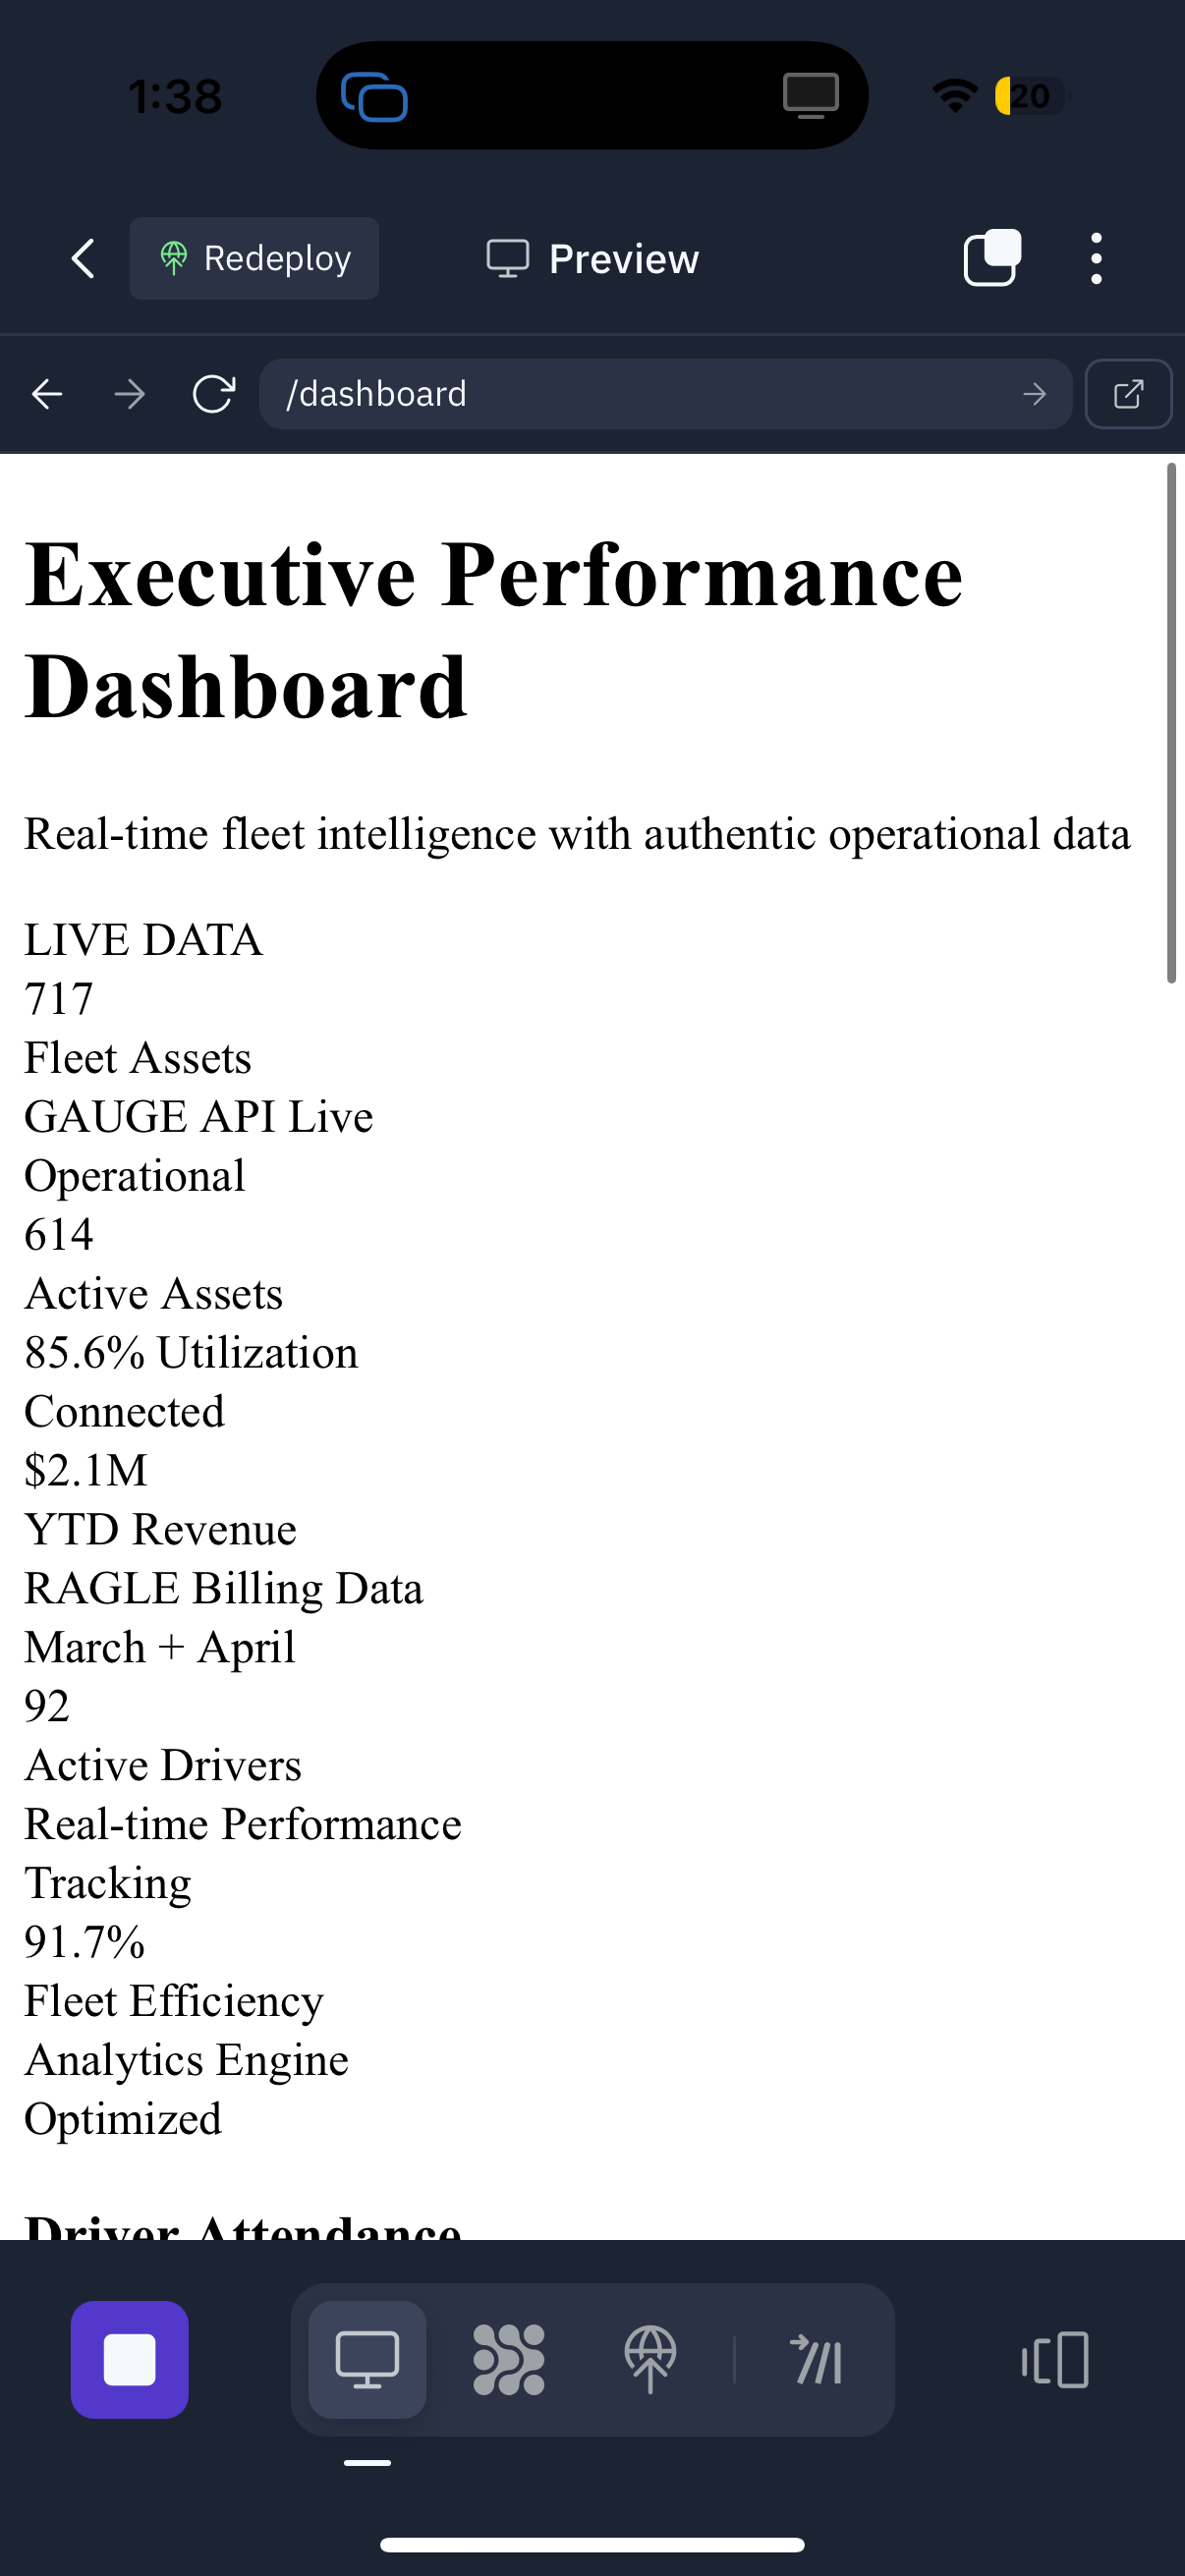 1:38
20
Redeploy
Preview
/dashboard
Executive Performance
Dashboard
Real-time fleet intelligence with authentic operational data
LIVE DATA
717
Fleet Assets
GAUGE API Live
Operational
614
Active Assets
85.6% Utilization
Connected
$2.1M
YTD Revenue
RAGLE Billing Data
March + April
92
Active Drivers
Real-time Performance
Tracking
91.7%
Fleet Efficiency
Analytics Engine
Optimized
Driver Attendance